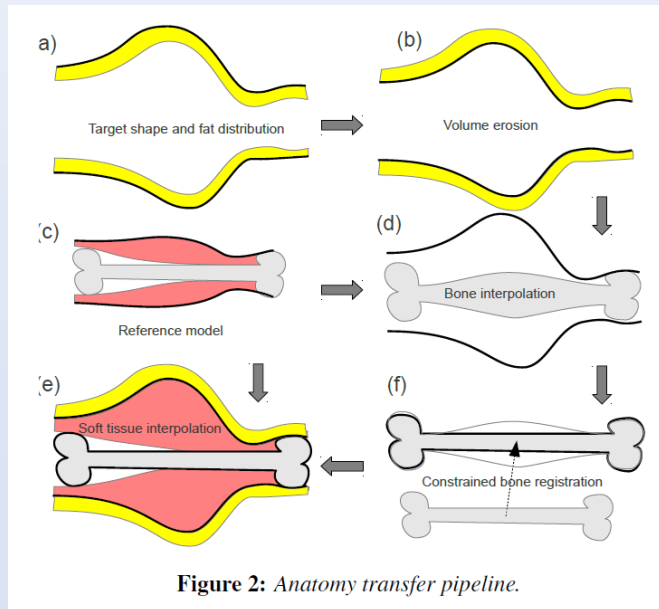 a)
(b)
Target shape and fat distribution
Volume erosion
(c)
(d)
Bone interpolation
Reference model
(e)
(f)
Soft tissue interpolation
Constrained bone registration
Figure 2: Anatomy transfer pipeline.